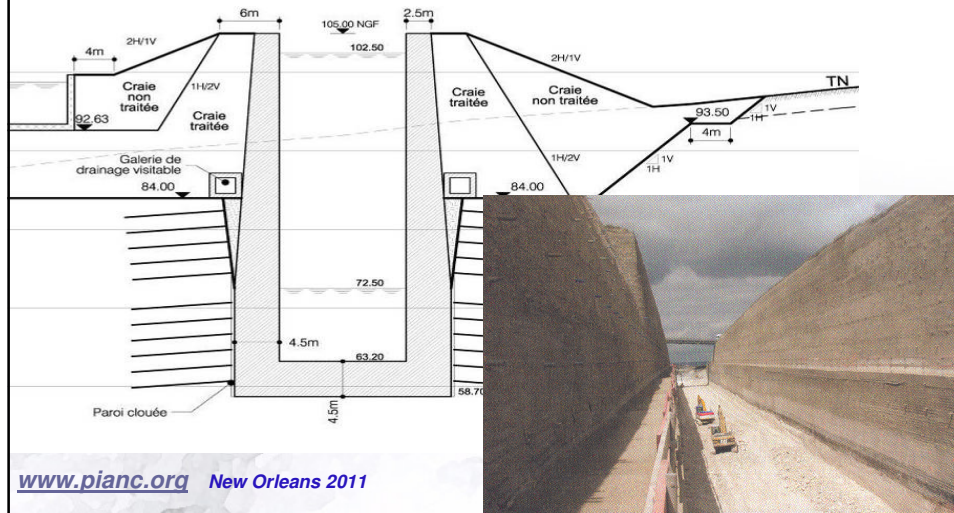 6m
105.00 NGF
2.5m
4m
2H/1V
102.50
2H/1V
TN
Craie
non
traitée
1H/2V
Craie
traitée
Craie
traitée
Craie
non traitée
92.63
93.50
1V
1H
4m
Galerie de
drainage visitable
1H/2V
1V
1H
84.00
84.00
72.50
4.5m
63.20
58.70
4.5m
Paroi clouée
www.pianc.org New Orleans 2011